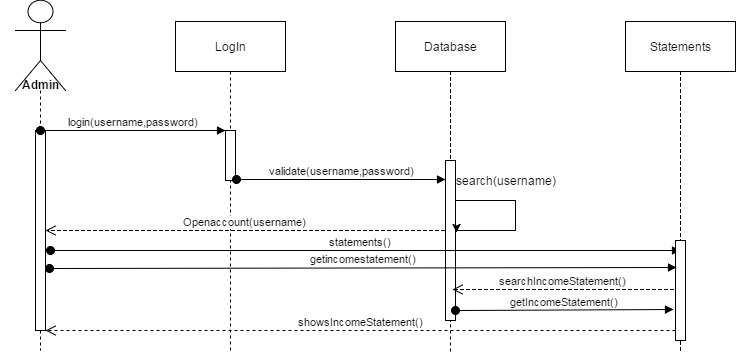 LogIn
Database
Statements
Admin
login(username,password)
validate(username,password)
search(username)
Openaccount(username)
statements()
getincomestatement()
searchIncomeStatement()
getIncomeStatement()
showsIncomeStatement()